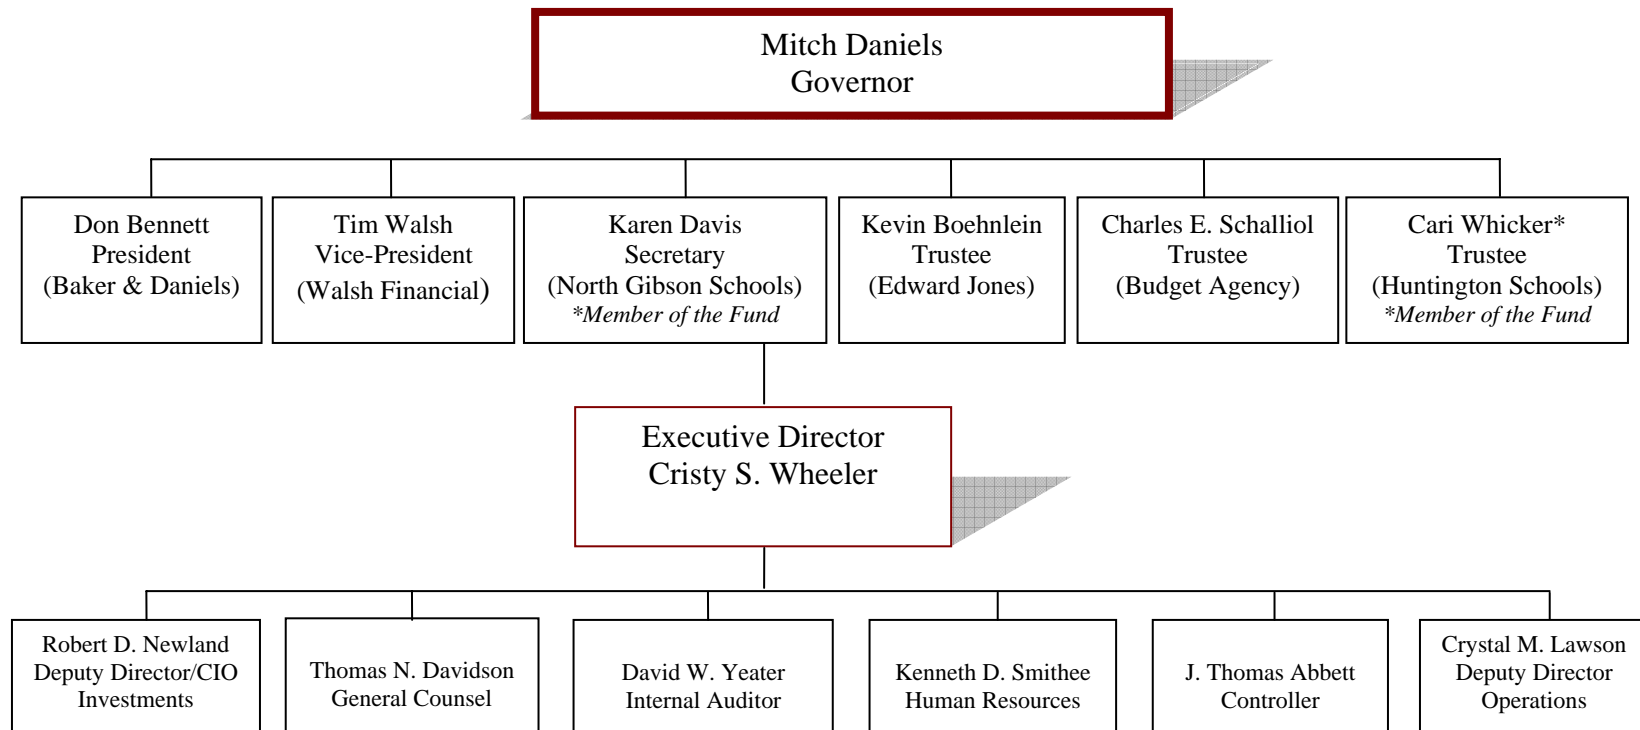 Mitch Daniels
Governor
Don Bennett
President
(Baker & Daniels)
Tim Walsh
Vice-President
(Walsh Financial)
Karen Davis
Secretary
(North Gibson Schools)
*Member of the Fund
Kevin Boehnlein
Trustee
(Edward Jones)
Charles E. Schalliol
Trustee
(Budget Agency)
Cari Whicker*
Trustee
(Huntington Schools)
*Member of the Fund
Executive Director
Cristy S. Wheeler
Robert D. Newland
Deputy Director/CIO
Investments
Thomas N. Davidson
General Counsel
David W. Yeater
Internal Auditor
Kenneth D. Smithee
Human Resources
J. Thomas Abbett
Controller
Crystal M. Lawson
Deputy Director
Operations